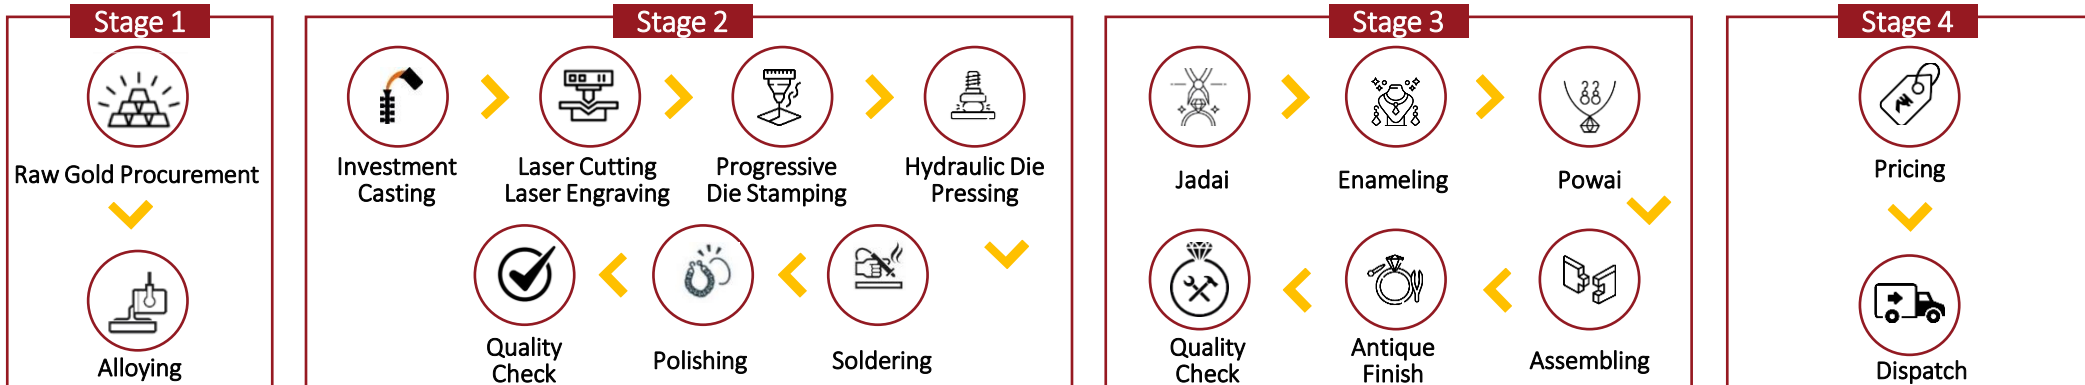 Stage 1
Raw Gold Procurement
Alloying
Stage 2
Investment
Casting
Laser Cutting
Laser Engraving
Progressive
Die Stamping
Hydraulic Die
Pressing
Soldering
Polishing
Quality
Check
Stage 3
Jadai
Enameling
Powai
Assembling
Antique
Finish
Quality
Check
Stage 4
Pricing
Dispatch